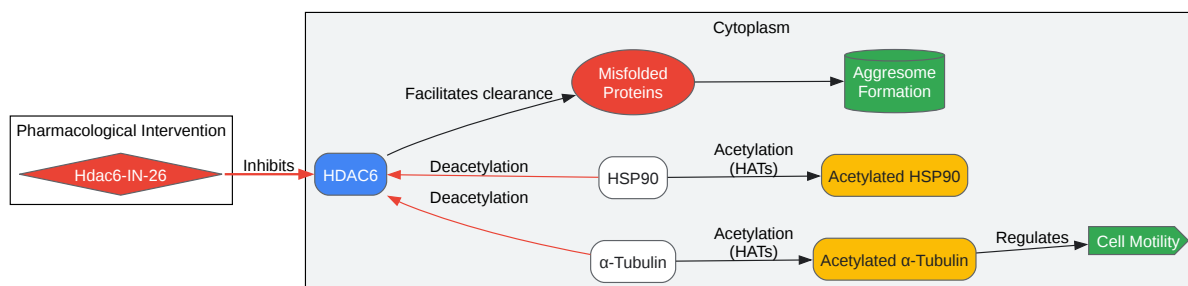 Cytoplasm
Misfolded
Proteins
Aggresome
Formation
Facilitates clearance
Pharmacological Intervention
Hdac6-IN-26
Inhibits
HDAC6
Deacetylation
HSP90
Acetylation
(HATs)
Acetylated HSP90
Deacetylation
α-Tubulin
Acetylation
(HATs)
Acetylated α-Tubulin
Regulates
Cell Motility